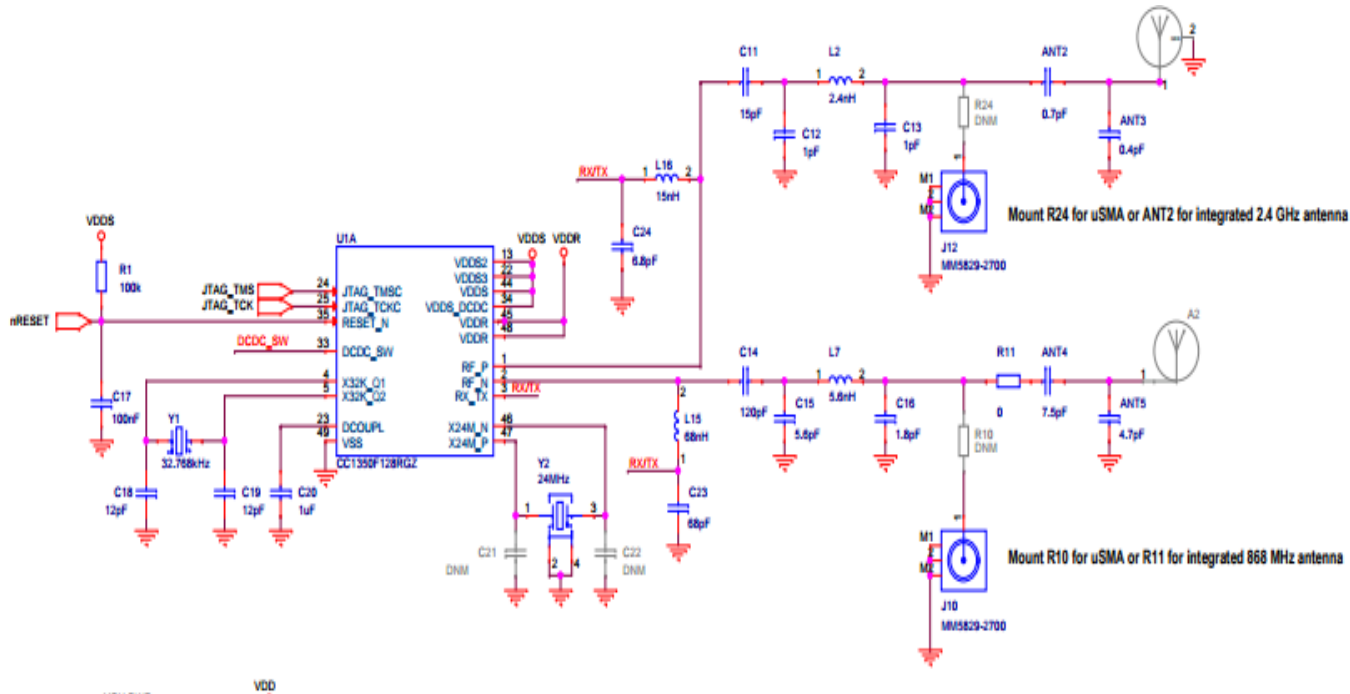 C11
15pF
C12
1pF
1
L2
2
2.4nH
C13
1pF
R24
DNM
ANT2
0.7pF
ANT3
0.4pF
2
1
1
M1
2
M2
J12
MM5829-2700
Mount R24 for uSMA or ANT2 for integrated 2.4 GHz antenna
RX/TX
1
L16
2
15nH
C24
6.8pF
VDDS
R1
100k
nRESET
C17
100nF
JTAG_TMS
JTAG_TCK
DCDC_SW
U1A
24
JTAG_TMSC
25
JTAG_TCKC
35
RESET_N
33
DCDC_SW
4
X32K_Q1
5
X32K_Q2
23
DCOUPL
49
VSS
CC1350F128RGZ
VDDS
VDDR
VDDS2
13
VDDS3
22
VDDS
44
VDDS_DCDC
34
VDDR
45
VDDR
48
RF_P
1
RF_N
2
RX_TX
3
RX/TX
X24M_N
46
X24M_P
47
Y1
32.768kHz
C18
12pF
C19
12pF
C20
1uF
Y2
24MHz
1
3
2
4
C21
DNM
C22
DNM
2
L15
68nH
1
RX/TX
C23
68pF
C14
120pF
C15
5.6pF
1
L7
2
5.6nH
C16
1.8pF
R11
0
ANT4
7.5pF
ANT5
4.7pF
A2
1
R10
DNM
1
M1
2
M2
J10
MM5829-2700
Mount R10 for uSMA or R11 for integrated 868 MHz antenna
VDD